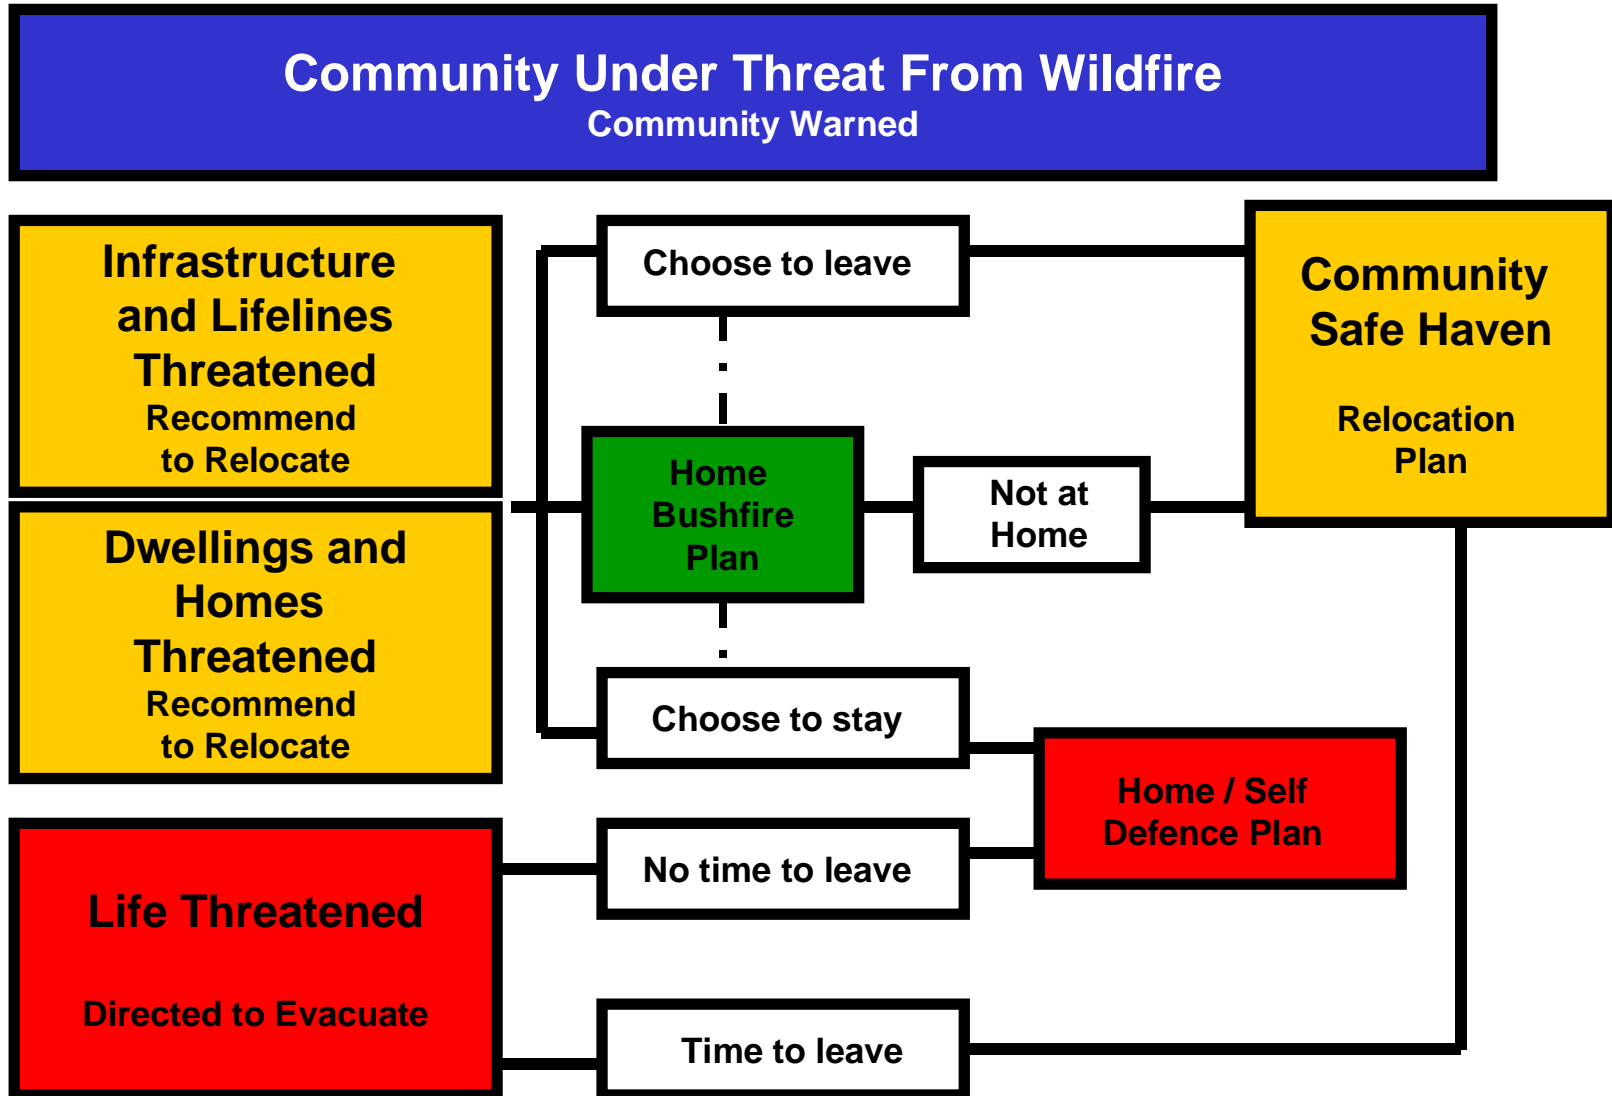 Community Under Threat From Wildfire
Community Warned
Infrastructure
and Lifelines
Threatened
Recommend
to Relocate
Dwellings and
Homes
Threatened
Recommend
to Relocate
Life Threatened
Directed to Evacuate
Choose to leave
Home
Bushfire
Plan
Not at
Home
Choose to stay
No time to leave
Time to leave
Community
Safe Haven
Relocation
Plan
Home / Self
Defence Plan